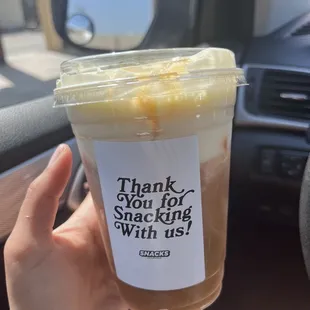 Thank
You for
Snacking
With us!
SNACKS